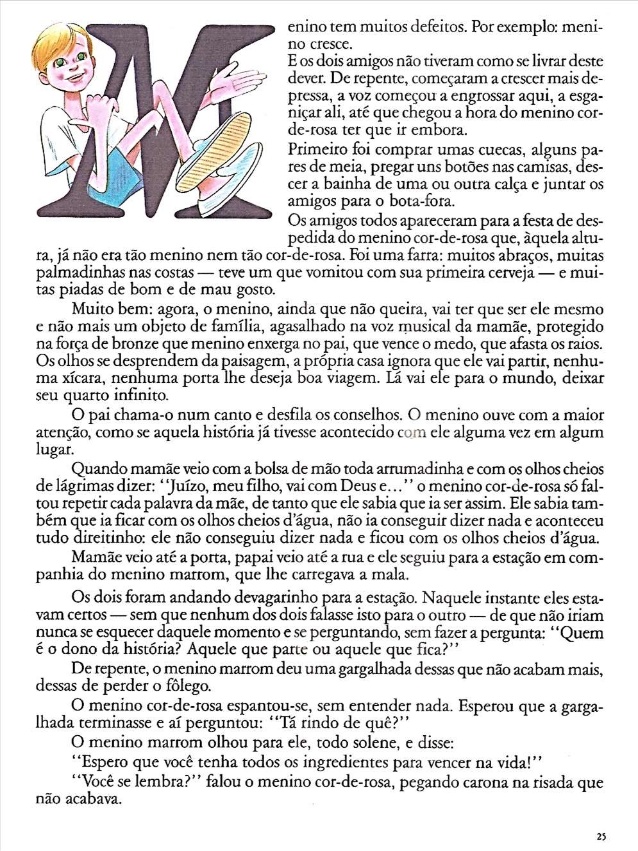 M
enino tem muitos defeitos. Por exemplo: meni-
no cresce.
E os dois amigos não tiveram como se livrar deste
dever. De repente, começaram a crescer mais de-
pressa, a voz começou a engrossar aqui, a esga-
niçar ali, até que chegou a hora do menino cor-
de-rosa ter que ir embora.
Primeiro foi comprar umas cuecas, alguns pa-
res de meia, pregar uns botões nas camisas, des-
cer a bainha de uma ou outra calça e juntar os
amigos para o bota-fora.
Os amigos todos apareceram para a festa de des-
pedida do menino cor-de-rosa que, àquela altu-
ra, já não era tão menino nem tão cor-de-rosa. Foi uma farra: muitos abraços, muitas
palmadinhas nas costas — teve um que vomitou com sua primeira cerveja — e mui-
tas piadas de bom e de mau gosto.
Muito bem: agora, o menino, ainda que não queira, vai ter que ser ele mesmo
e não mais um objeto de família, agasalhado na voz musical da mamãe, protegido
na força de bronze que menino enxerga no pai, que vence o medo, que afasta os raios.
Os olhos se desprendem da paisagem, a própria casa ignora que ele vai partir, nenhu-
ma xícara, nenhuma porta lhe deseja boa viagem. Lá vai ele para o mundo, deixar
seu quarto infinito.
O pai chama-o num canto e desfila os conselhos. O menino ouve com a maior
atenção, como se aquela história já tivesse acontecido com ele alguma vez em algum
lugar.
Quando mamãe veio com a bolsa de mão toda arrumadinha e com os olhos cheios
de lágrimas dizer: "Juízo, meu filho, vai com Deus e..." o menino cor-de-rosa só fal-
tou repetir cada palavra da mãe, de tanto que ele sabia que ia ser assim. Ele sabia tam-
bém que ia ficar com os olhos cheios d'água, não ia conseguir dizer nada e aconteceu
tudo direitinho: ele não conseguiu dizer nada e ficou com os olhos cheios d'água.
Mamãe veio até a porta, papai veio até a rua e ele seguiu para a estação em com-
panhia do menino marrom, que lhe carregava a mala.
Os dois foram andando devagarinho para a estação. Naquele instante eles esta-
vam certos — sem que nenhum dos dois falasse isto para o outro — de que não iriam
nunca se esquecer daquele momento e se perguntando, sem fazer a pergunta: "Quem
é o dono da história? Aquele que parte ou aquele que fica?"
De repente, o menino marrom deu uma gargalhada dessas que não acabam mais,
dessas de perder o fôlego.
O menino cor-de-rosa espantou-se, sem entender nada. Esperou que a garga-
lhada terminasse e aí perguntou: "Tá rindo de quê?"
O menino marrom olhou para ele, todo solene, e disse:
"Espero que você tenha todos os ingredientes para vencer na vida!"
"Você se lembra?" falou o menino cor-de-rosa, pegando carona na risada que
não acabava.
25